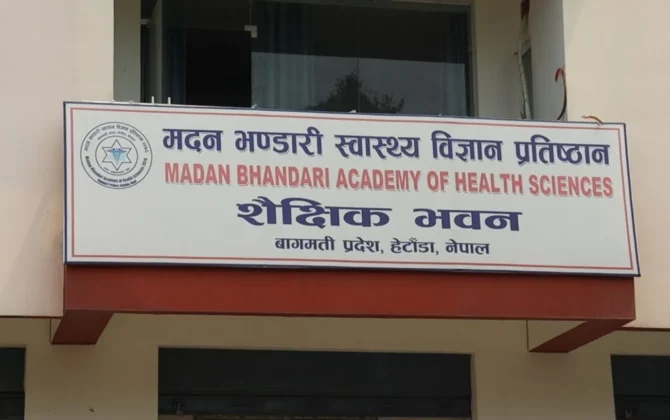 मदन भण्डारी स्वास्थ्य विज्ञान प्रतिष्ठान
MADAN BHANDARI ACADEMY OF HEALTH SCIENCES
शैक्षिक भवन
बागमती प्रदेश, हेटौंडा, नेपाल